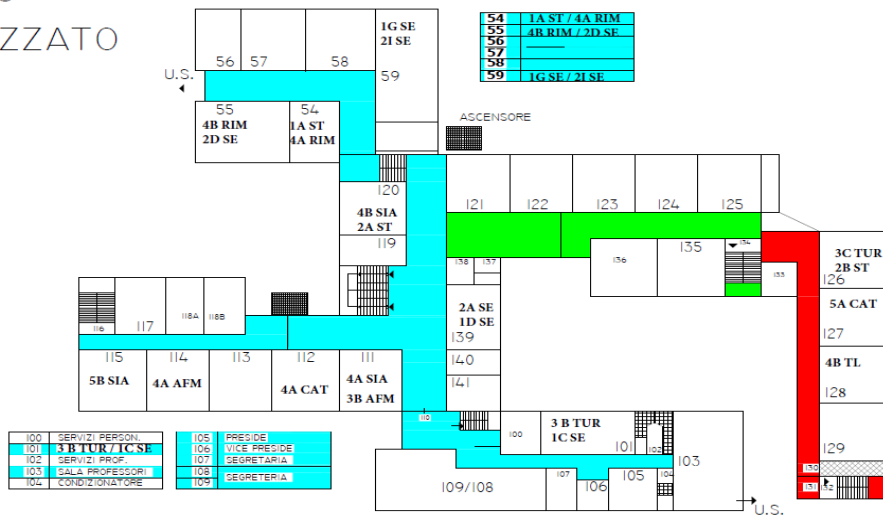 ZZATO
54 1A ST / 4A RIM
55 4B RIM / 2D SE
56
57
58
59 1G SE / 2I SE
1G SE
2I SE
56 57 58 59
U.S.
55 54
4B RIM
2D SE
1A ST
4A RIM
ASCENSORE
120
4B SIA
2A ST
119
121 122 123 124 125
136 135 134 133
3C TUR
2B ST
126
5A CAT
127
4B TL
128
129
130
131 132
138 137
2A SE
1D SE
139
140
141
116 117 118A 118B
115 114 113 112 111
5B SIA 4A AFM 4A CAT
4A SIA
3B AFM
110
100
3 B TUR
1C SE
101 102 103
109/108 107 106 105 104
U.S.
100 SERVIZI PERSON.
101 3 B TUR / 1C SE
102 SERVIZI PROF.
103 SALA PROFESSORI
104 CONDIZIONATORE
105 PRESIDE
106 VICE PRESIDE
107 SEGRETARIA
108
109 SEGRETERIA